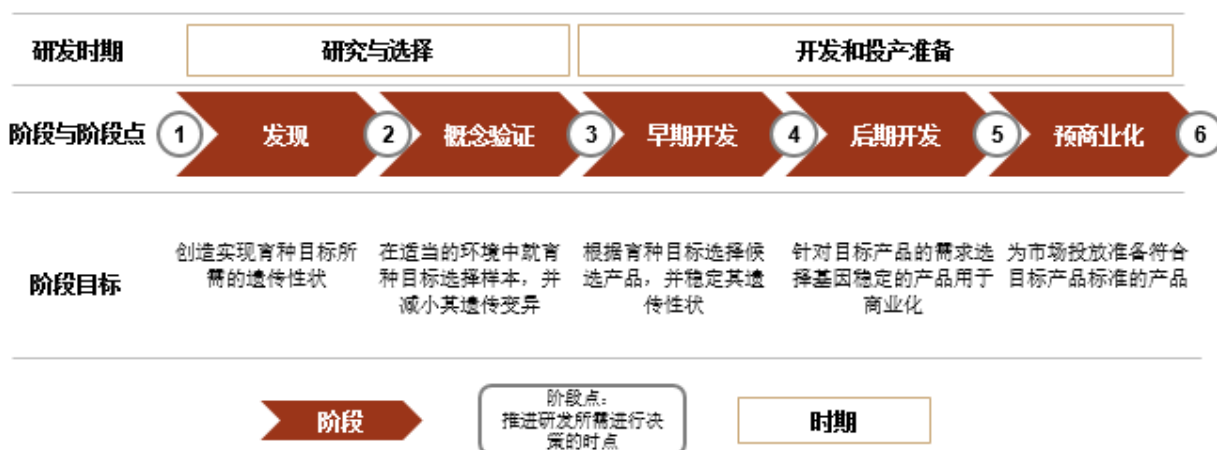 研发时期
研究与选择
开发和投产准备
阶段与阶段点
1
发现
2
概念验证
3
早期开发
4
后期开发
5
预商业化
6
阶段目标
创造实现育种目标所
需的遗传性状
在适当的环境中就育
种目标选择样本，并
减小其遗传变异
根据育种目标选择候
选产品，并稳定其遗
传性状
针对目标产品的需求选
择基因稳定的产品用于
商业化
为市场投放准备符合
目标产品标准的产品
阶段
阶段点：
推进研发所需进行决
策的时点
时期